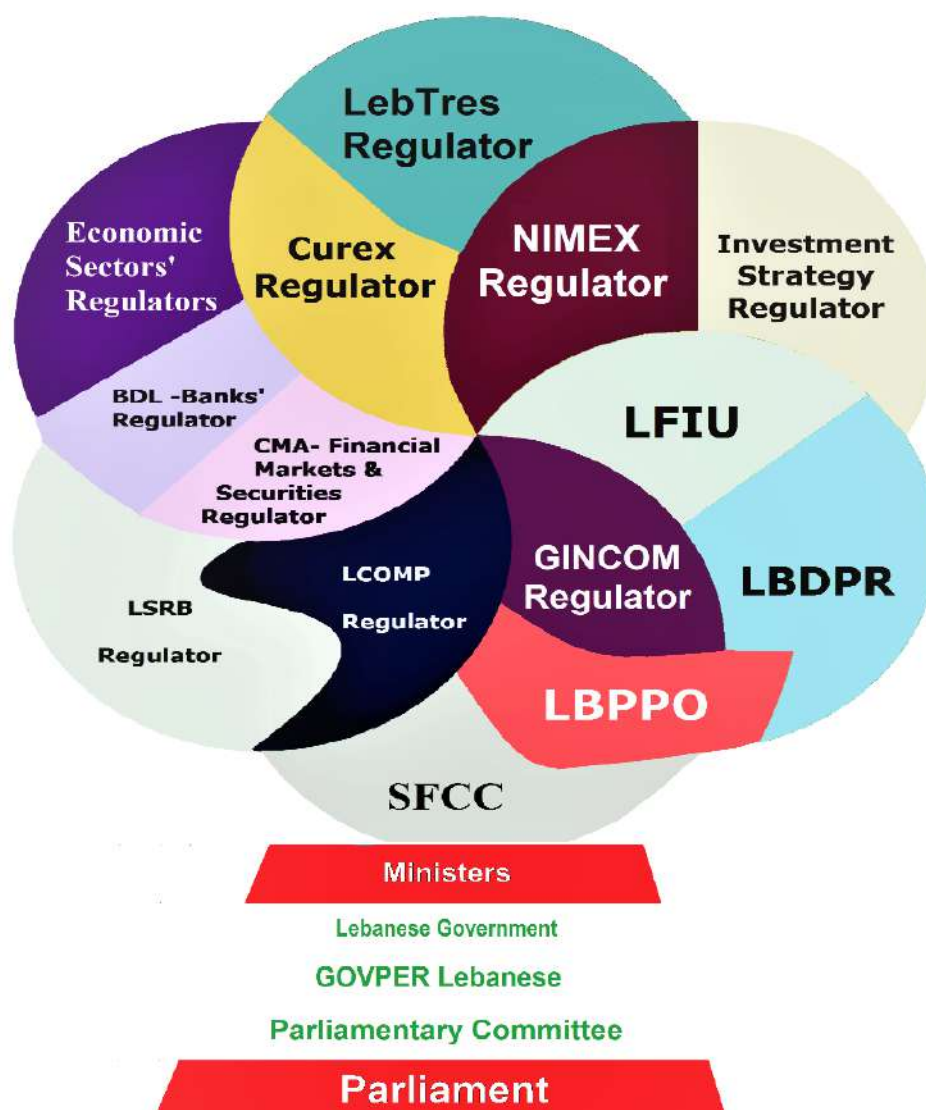 LebTres
Regulator
Economic
Sectors'
Regulators
Curex
Regulator
NIMEX
Regulator
Investment
Strategy
Regulator
BDL -Banks'
Regulator
CMA- Financial
Markets &
Securities
Regulator
LFIU
LSRB
Regulator
LCOMP
Regulator
GINCOM
Regulator
LBDPR
LBPPO
SFCC
Ministers
Lebanese Government
GOVPER Lebanese
Parliamentary Committee
Parliament